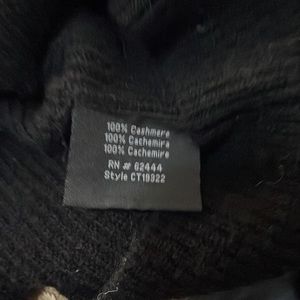 100% Cashmere
100% Cachemira
100% Cachemire
RN # 62444
Style CT19922